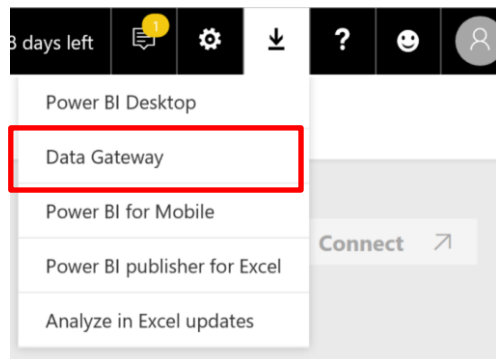 8 days left
1
?
Power BI Desktop
Data Gateway
Power BI for Mobile
Connect
Power BI publisher for Excel
Analyze in Excel updates